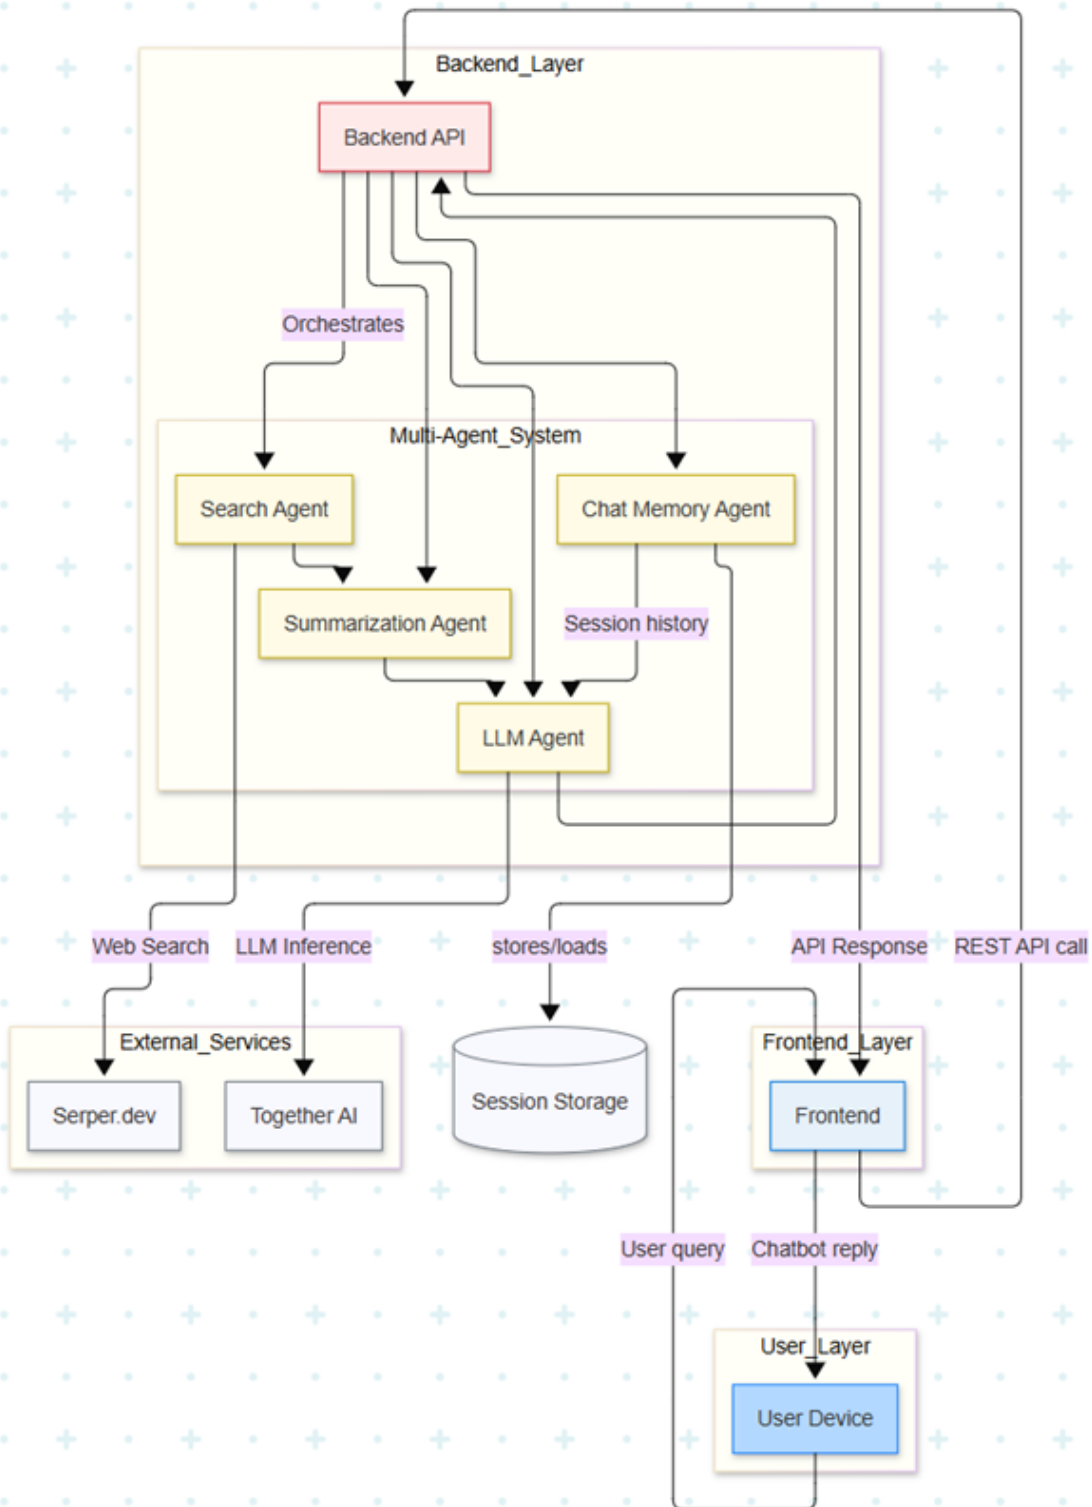 Backend_Layer
Backend API
Orchestrates
Multi-Agent_System
Search Agent
Chat Memory Agent
Summarization Agent
Session history
LLM Agent
Web Search
LLM Inference
stores/loads
API Response
REST API call
External_Services
Frontend_Layer
Serper.dev
Together AI
Session Storage
Frontend
User query
Chatbot reply
User_Layer
User Device